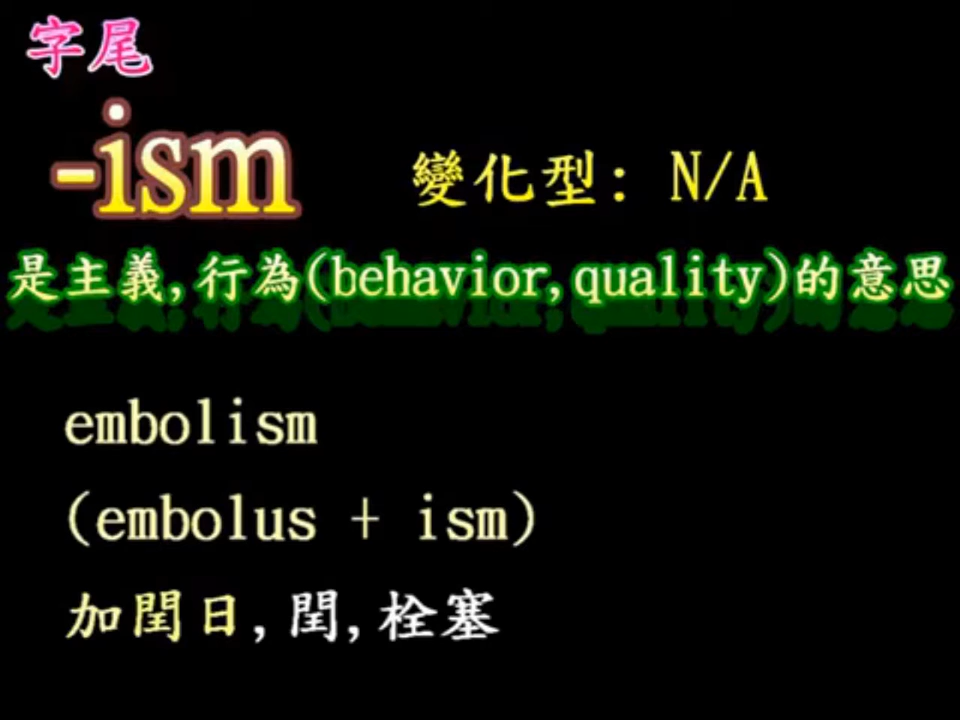 字尾
-ism 變化型: N/A
是主義,行為(behavior,quality)的意思
embolism
(embolus + ism)
加閏日,閏,栓塞